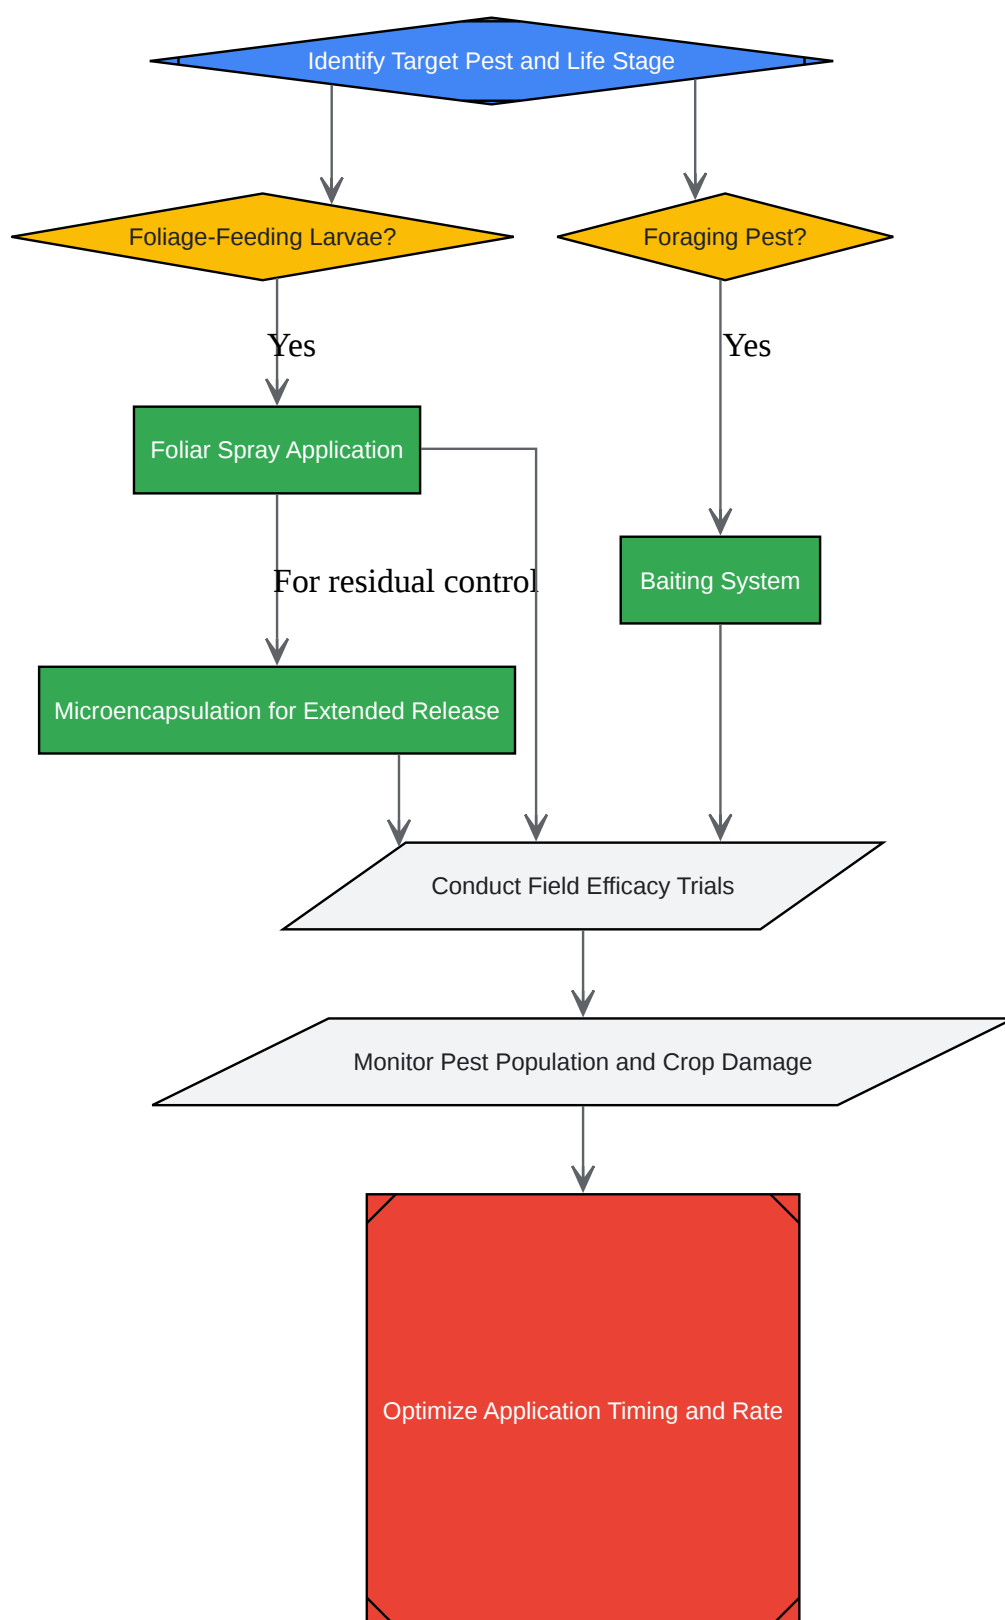 Identify Target Pest and Life Stage
Foliage-Feeding Larvae?
Foraging Pest?
Yes
Yes
Foliar Spray Application
For residual control
Baiting System
Microencapsulation for Extended Release
Conduct Field Efficacy Trials
Monitor Pest Population and Crop Damage
Optimize Application Timing and Rate